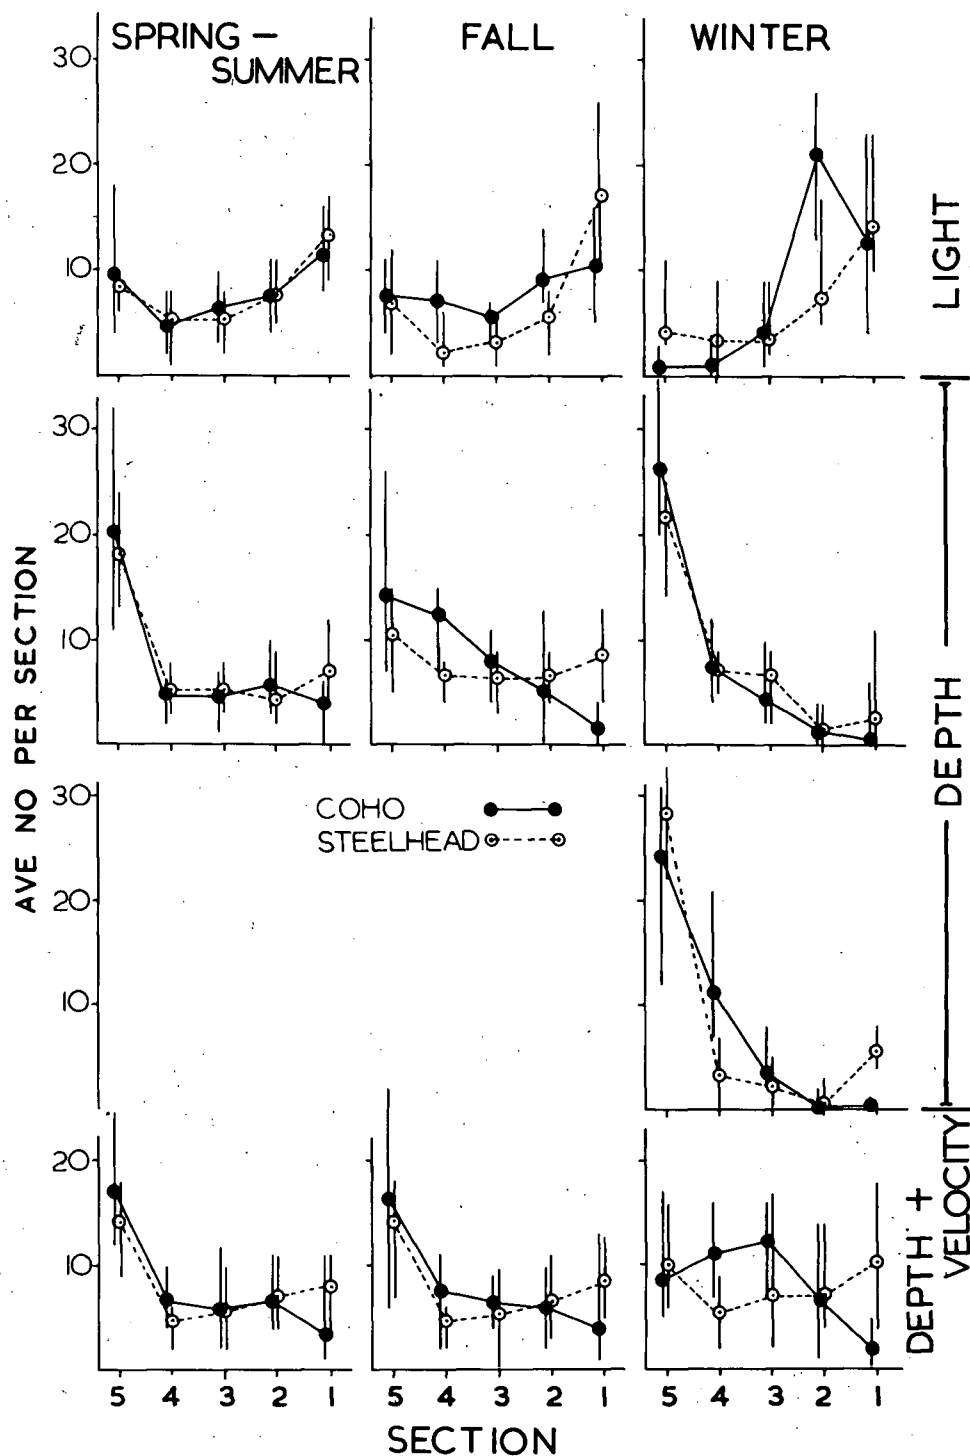 SPRING –
SUMMER
FALL
WINTER
30
20
10
LIGHT
30
20
10
DEPTH
AVE NO PER SECTION
COHO
STEELHEAD
30
20
10
20
10
DEPTH +
VELOCITY
5 4 3 2 1
5 4 3 2 1
5 4 3 2 1
SECTION